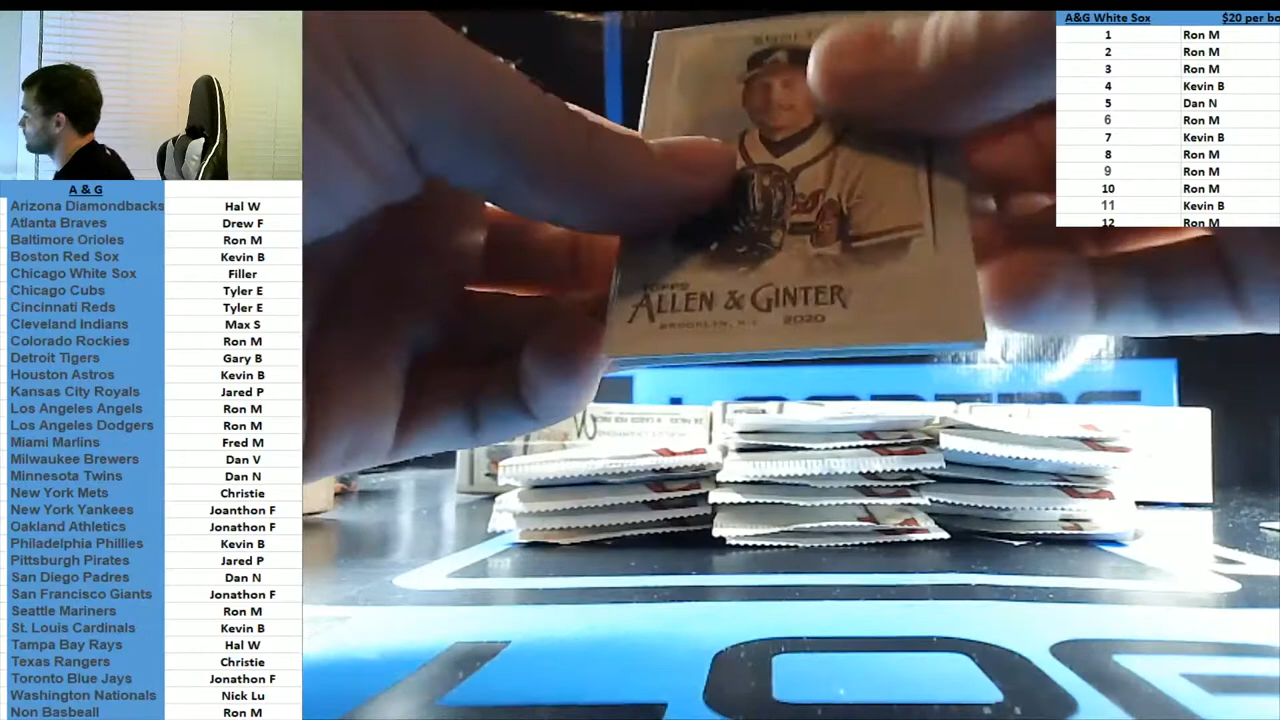 A & G
Arizona Diamondbacks Hal W
Atlanta Braves Drew F
Baltimore Orioles Ron M
Boston Red Sox Kevin B
Chicago White Sox Filler
Chicago Cubs Tyler E
Cincinnati Reds Tyler E
Cleveland Indians Max S
Colorado Rockies Ron M
Detroit Tigers Gary B
Houston Astros Kevin B
Kansas City Royals Jared P
Los Angeles Angels Ron M
Los Angeles Dodgers Ron M
Miami Marlins Fred M
Milwaukee Brewers Dan V
Minnesota Twins Dan N
New York Mets Christie
New York Yankees Joanthon F
Oakland Athletics Jonathon F
Philadelphia Phillies Kevin B
Pittsburgh Pirates Jared P
San Diego Padres Dan N
San Francisco Giants Jonathon F
Seattle Mariners Ron M
St. Louis Cardinals Kevin B
Tampa Bay Rays Hal W
Texas Rangers Christie
Toronto Blue Jays Jonathon F
Washington Nationals Nick Lu
Non Basbeall Ron M
TOPPS
ALLEN & GINTER
BROOKLYN, N.Y. 2020
A&G White Sox $20 per bo
1 Ron M
2 Ron M
3 Ron M
4 Kevin B
5 Dan N
6 Ron M
7 Kevin B
8 Ron M
9 Ron M
10 Ron M
11 Kevin B
12 Ron M